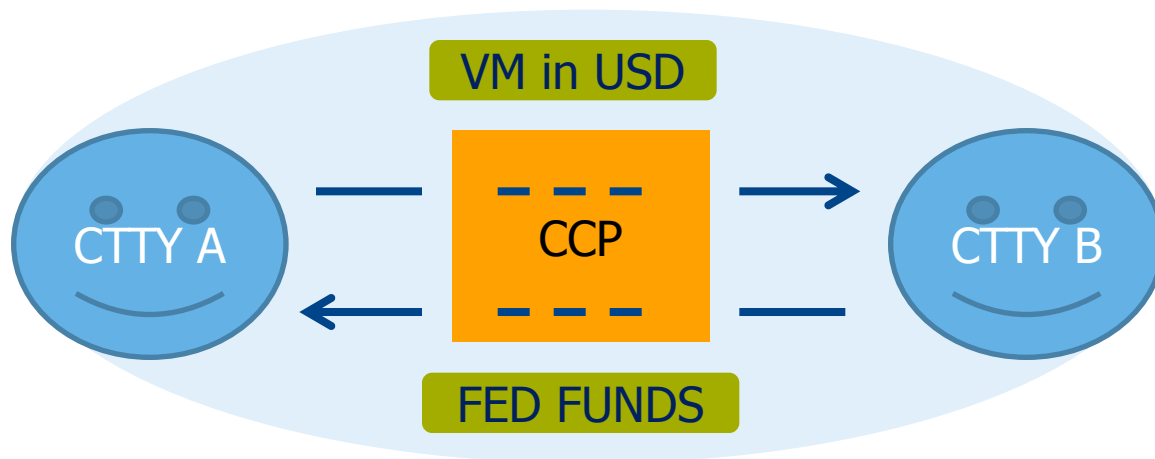 VM in USD
CTTY A
CCP
CTTY B
FED FUNDS